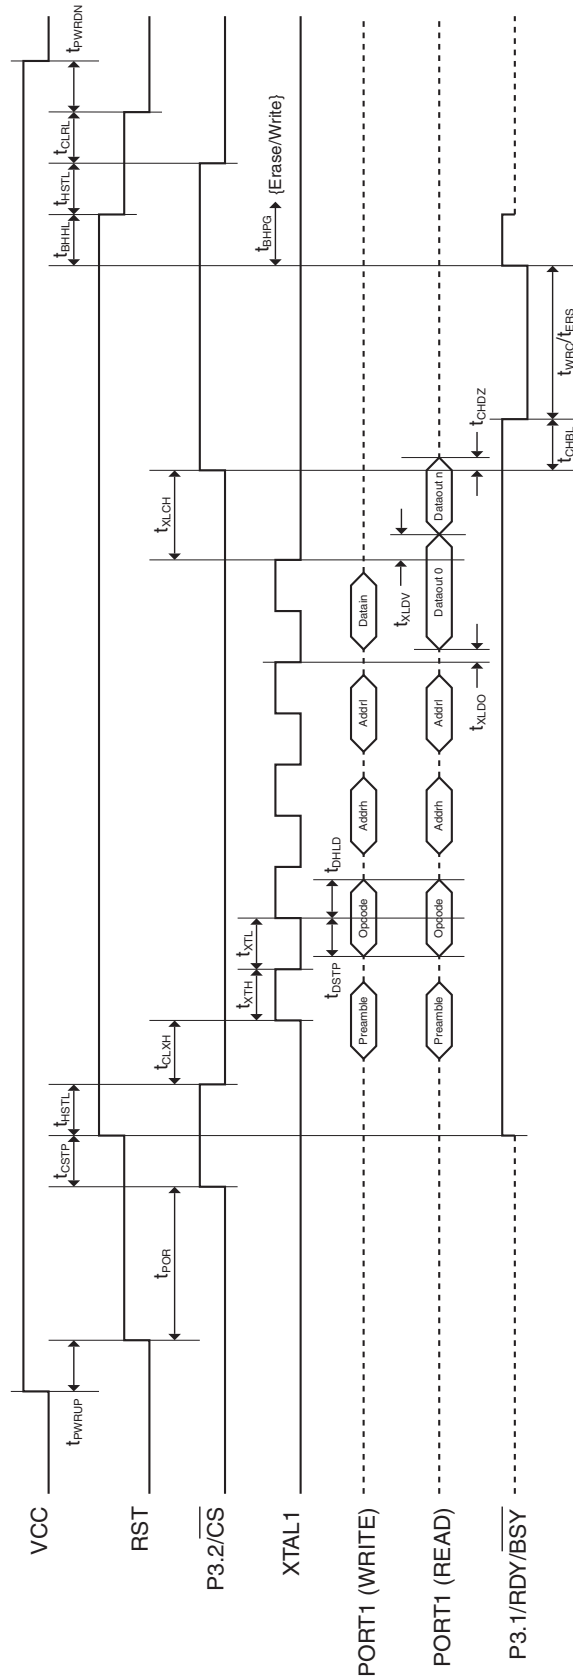 VCC
tPWRUP
tCSTP
tHSTL
tBHHL
tHSTL
tCLRL
tPWRDN
RST
tPOR
tCLXH
tXLCH
P3.2/CS
tXTH
tXTL
tBHPG
{Erase/Write}
XTAL1
tDSTP
tDHLD
PORT1 (WRITE)
Preamble
Opcode
Addrh
Addrl
Datain
tXLDV
PORT1 (READ)
Preamble
Opcode
Addrh
Addrl
Dataout 0
Dataout n
tXLDO
tCHDZ
P3.1/RDY/BSY
tCHBL
tWRC/tERS